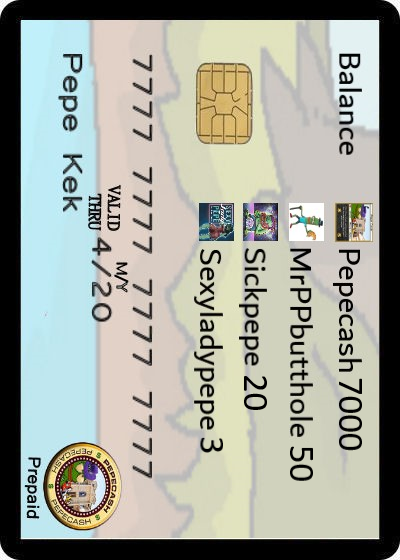 Balance
Pepecash 7000
MrPPbutthole 50
Sickpepe 20
Sexyladypepe 3
7777 7777 7777 7777
M/Y
VALID
THRU 4/20
Pepe Kek
PEPECASH
PEPECASH
PEPECASH
Prepaid